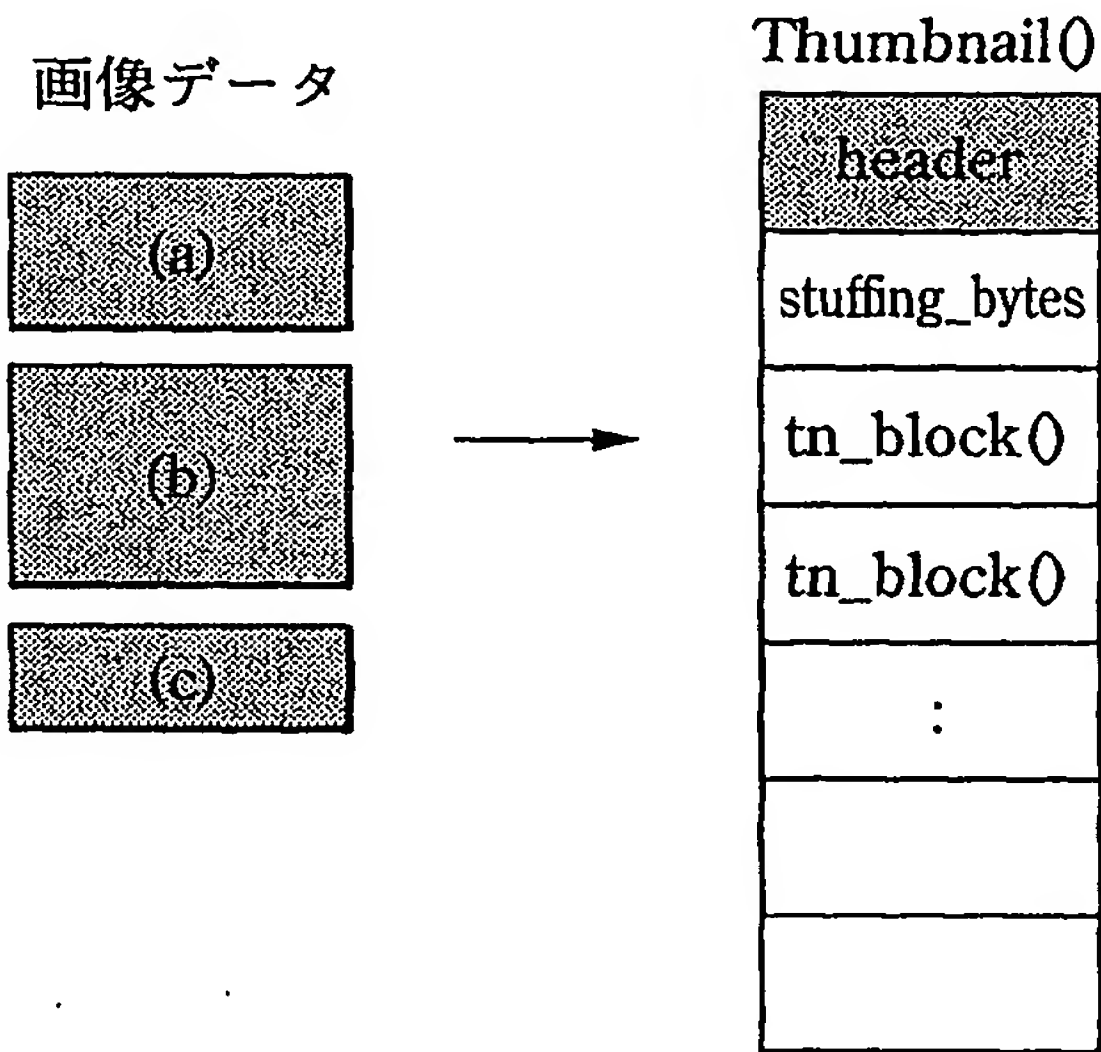 画像データ
(a)
(b)
(c)
Thumbnail()
header
stuffing_bytes
tn_block()
tn_block()
: